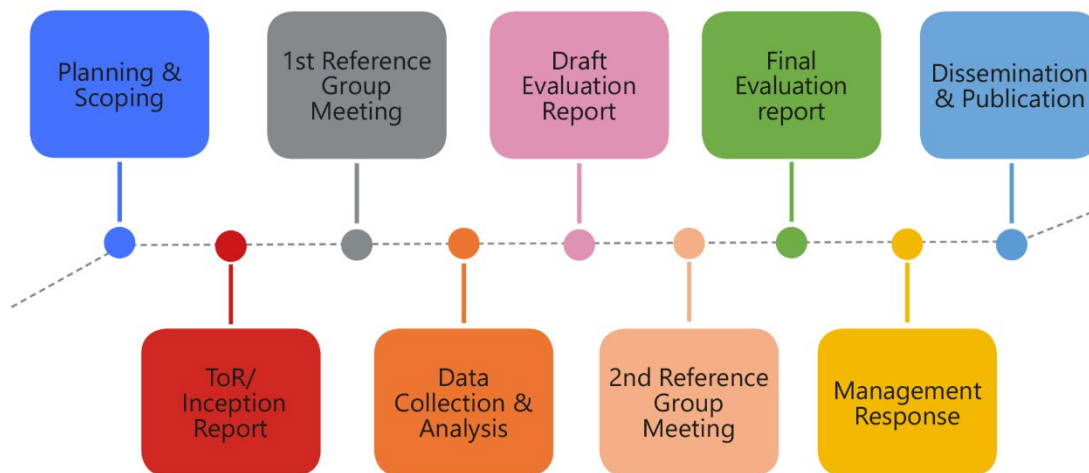 Planning &
Scoping
1st Reference
Group
Meeting
Draft
Evaluation
Report
Final
Evaluation
report
Dissemination
& Publication
ToR/
Inception
Report
Data
Collection &
Analysis
2nd Reference
Group
Meeting
Management
Response